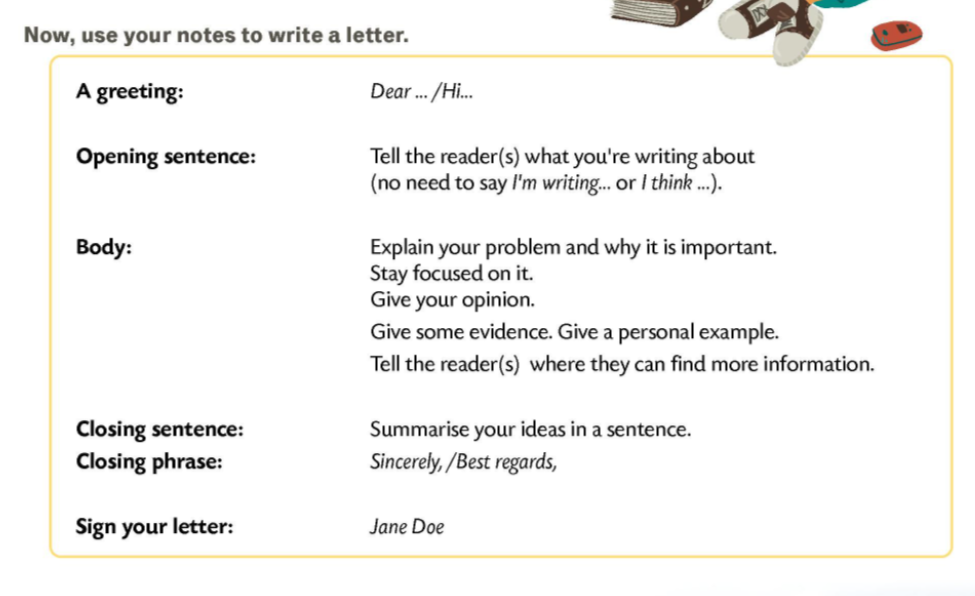 Now, use your notes to write a letter.
A greeting: Dear ... /Hi...
Opening sentence: Tell the reader(s) what you're writing about
(no need to say I'm writing... or I think ...).
Body: Explain your problem and why it is important.
Stay focused on it.
Give your opinion.
Give some evidence. Give a personal example.
Tell the reader(s) where they can find more information.
Closing sentence: Summarise your ideas in a sentence.
Closing phrase: Sincerely, /Best regards,
Sign your letter: Jane Doe